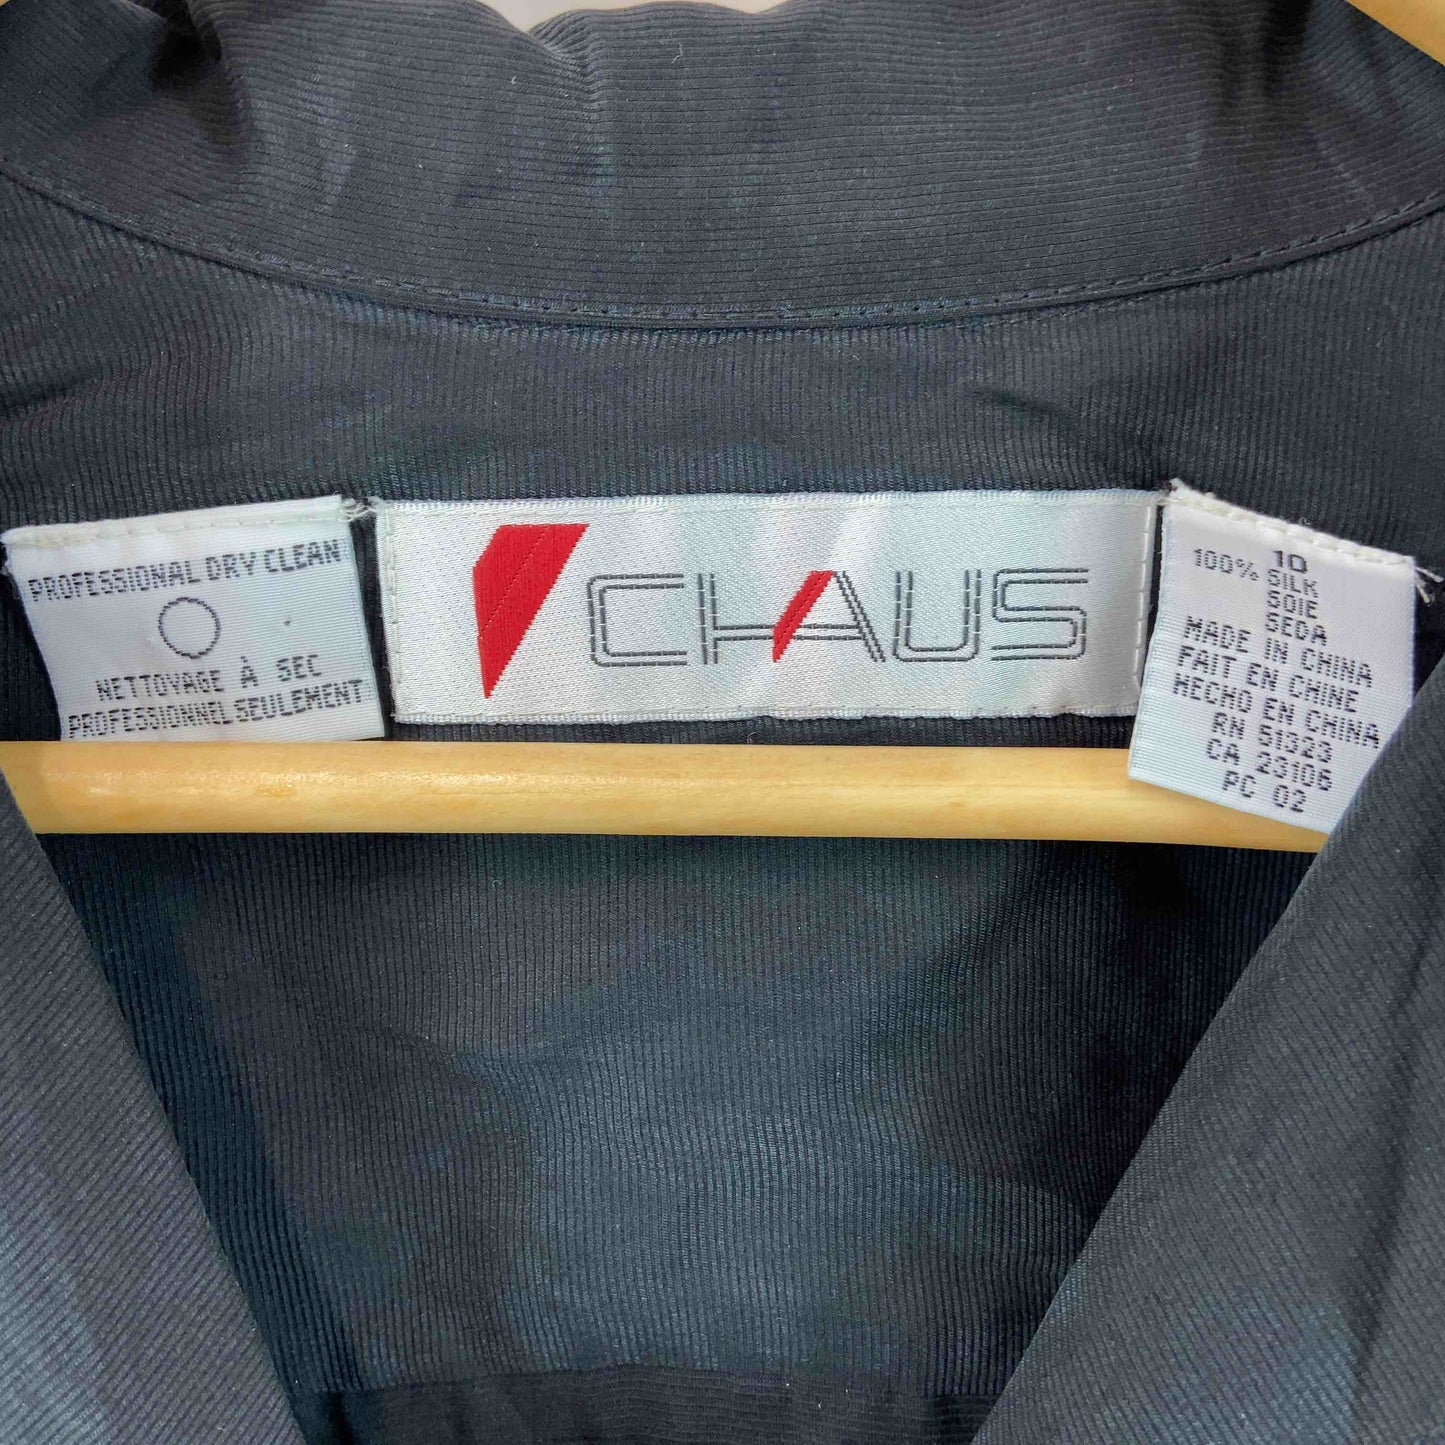 PROFESSIONAL DRY CLEAN
NETTOYAGE À SEC
PROFESSIONNEL SEULEMENT
CHAUS
10
100% SILK
SOIE
SEDA
MADE IN CHINA
FAIT EN CHINE
HECHO EN CHINA
RN 51323
CA 23106
PC 02